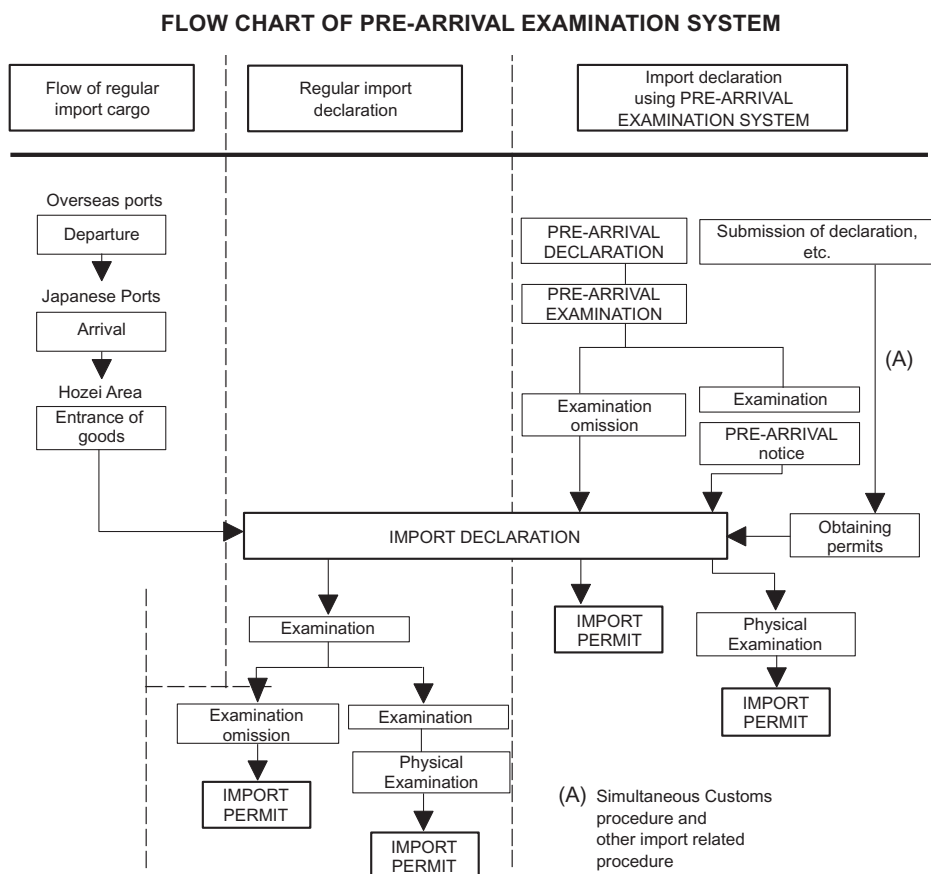 FLOW CHART OF PRE-ARRIVAL EXAMINATION SYSTEM
Flow of regular
import cargo
Regular import
declaration
Import declaration
using PRE-ARRIVAL
EXAMINATION SYSTEM
Overseas ports
Departure
Japanese Ports
Arrival
Hozei Area
Entrance of
goods
PRE-ARRIVAL
DECLARATION
Submission of declaration,
etc.
PRE-ARRIVAL
EXAMINATION
(A)
Examination
omission
Examination
PRE-ARRIVAL
notice
IMPORT DECLARATION
Obtaining
permits
Examination
IMPORT
PERMIT
Physical
Examination
IMPORT
PERMIT
Examination
omission
Examination
Physical
Examination
IMPORT
PERMIT
IMPORT
PERMIT
(A) Simultaneous Customs
procedure and
other import related
procedure